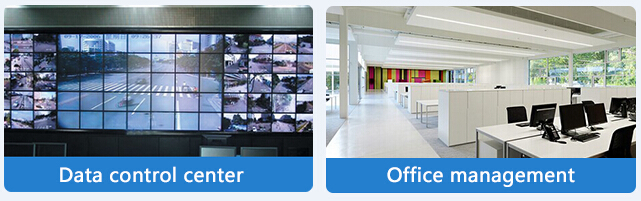 Data control center
Office management